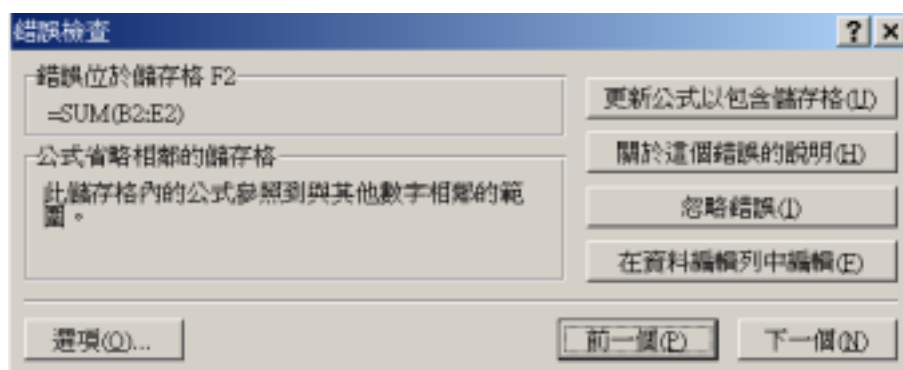 錯誤檢查
錯誤位於儲存格 F2
=SUM(B2:E2)
公式省略相鄰的儲存格
此儲存格內的公式參照到與其他數字相鄰的範
圍。
更新公式以包含儲存格(U)
關於這個錯誤的說明(H)
忽略錯誤(I)
在資料編輯列中編輯(F)
選項(O)...
前一個(P)
下一個(N)